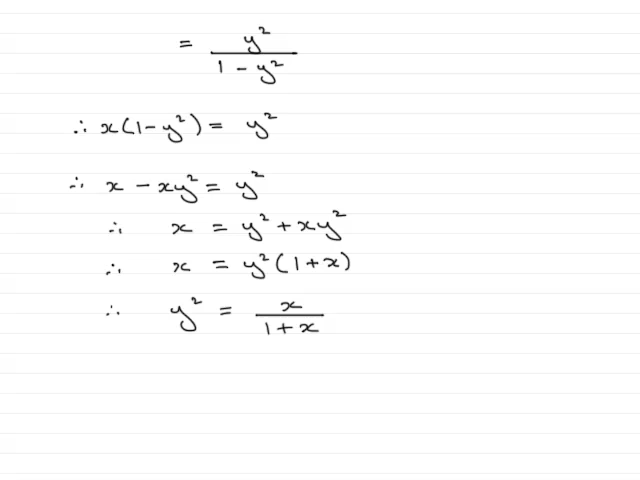 = y² / (1 − y²)
∴ x(1−y²) = y²
∴ x − xy² = y²
∴ x = y² + xy²
∴ x = y²(1+x)
∴ y² = x / (1+x)